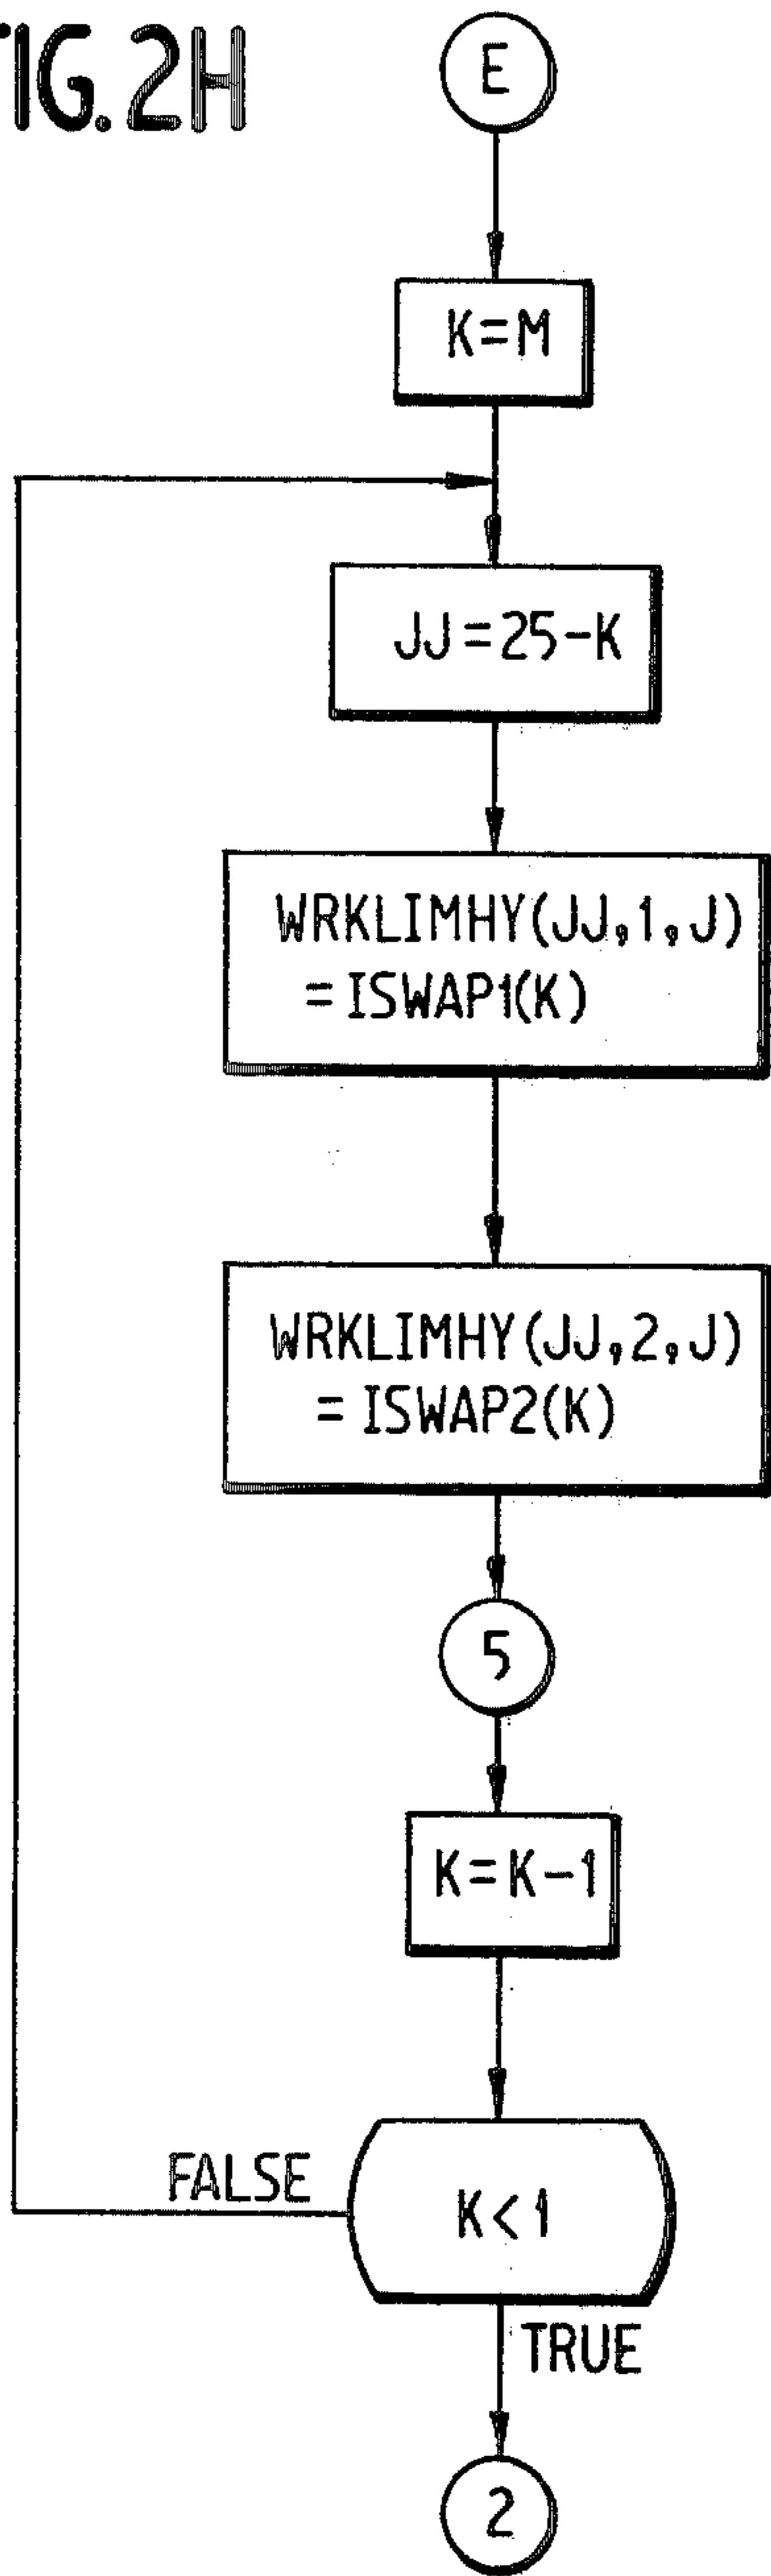 FIG. 2H
E
K=M
JJ=25-K
WRKLIMHY(JJ,1,J)
=ISWAP1(K)
WRKLIMHY(JJ,2,J)
=ISWAP2(K)
5
K=K-1
FALSE
K<1
TRUE
2